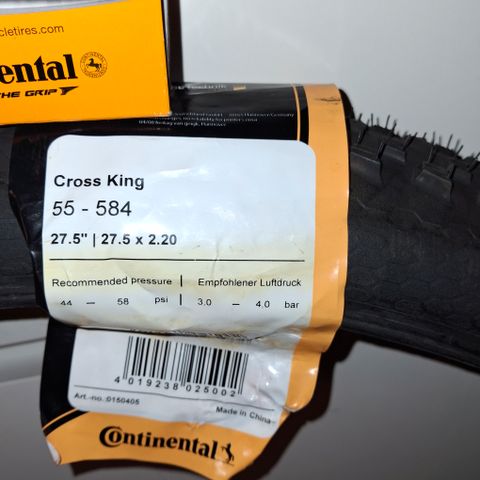 cletires.com
nental
THE GRIP
Cross King
55 - 584
27.5" | 27.5 x 2.20
Recommended pressure | Empfohlener Luftdruck
44 — 58 psi 3.0 — 4.0 bar
4 019238 025002
Art.-no.:0150405
Made in China
Continental